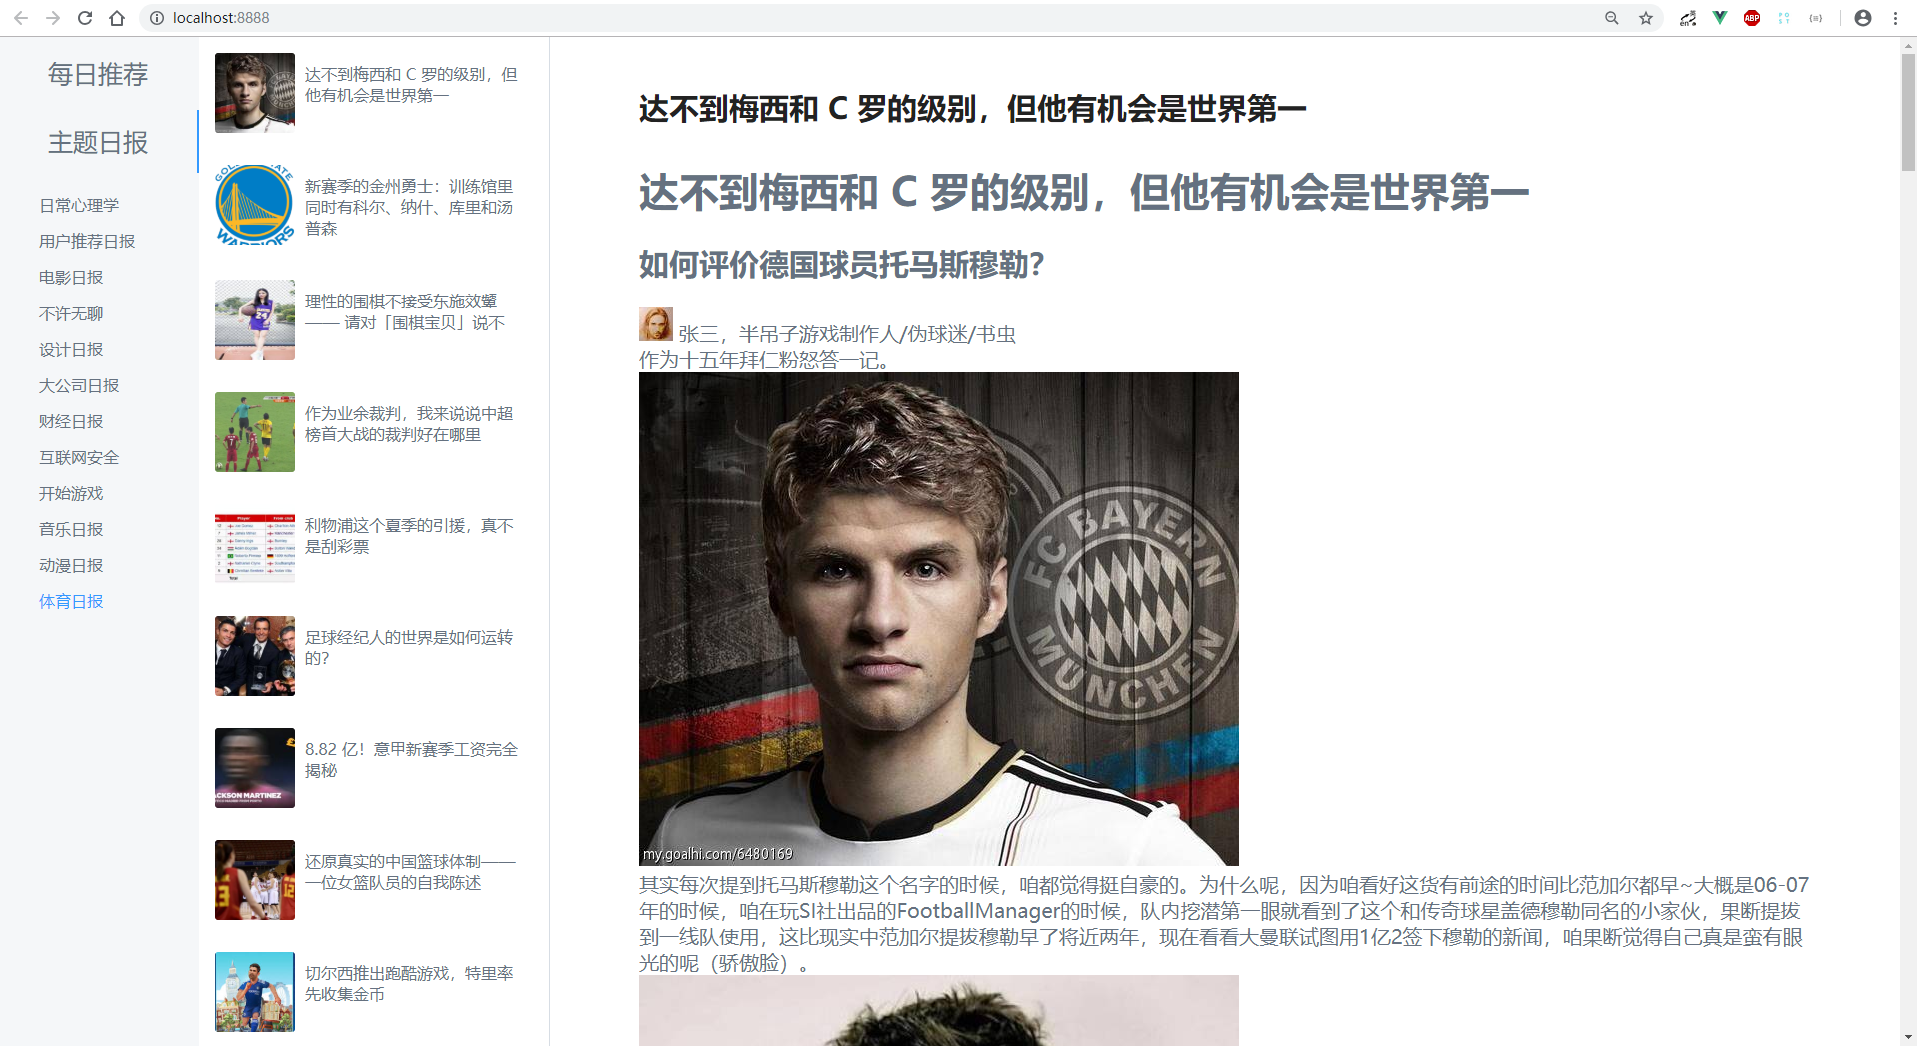 localhost:8888
每日推荐
主题日报
日常心理学
用户推荐日报
电影日报
不许无聊
设计日报
大公司日报
财经日报
互联网安全
开始游戏
音乐日报
动漫日报
体育日报
达不到梅西和 C 罗的级别，但
他有机会是世界第一
WARRIORS
新赛季的金州勇士：训练馆里
同时有科尔、纳什、库里和汤
普森
24
理性的围棋不接受东施效颦
—— 请对「围棋宝贝」说不
作为业余裁判，我来说说中超
榜首大战的裁判好在哪里
利物浦这个夏季的引援，真不
是刮彩票
足球经纪人的世界是如何运转
的？
8.82 亿！意甲新赛季工资完全
揭秘
ACKSON MARTINEZ
还原真实的中国篮球体制——
一位女篮队员的自我陈述
切尔西推出跑酷游戏，特里率
先收集金币
达不到梅西和 C 罗的级别，但他有机会是世界第一
达不到梅西和 C 罗的级别，但他有机会是世界第一
如何评价德国球员托马斯穆勒？
张三，半吊子游戏制作人/伪球迷/书虫
作为十五年拜仁粉怒答一记。
FC BAYERN
MÜNCHEN
my.goalhi.com/6480169
其实每次提到托马斯穆勒这个名字的时候，咱都觉得挺自豪的。为什么呢，因为咱看好这货有前途的时间比范加尔都早~大概是06-07
年的时候，咱在玩SI社出品的FootballManager的时候，队内挖潜第一眼就看到了这个和传奇球星盖德穆勒同名的小家伙，果断提拔
到一线队使用，这比现实中范加尔提拔穆勒早了将近两年，现在看看大曼联试图用1亿2签下穆勒的新闻，咱果断觉得自己真是蛮有眼
光的呢（骄傲脸）。